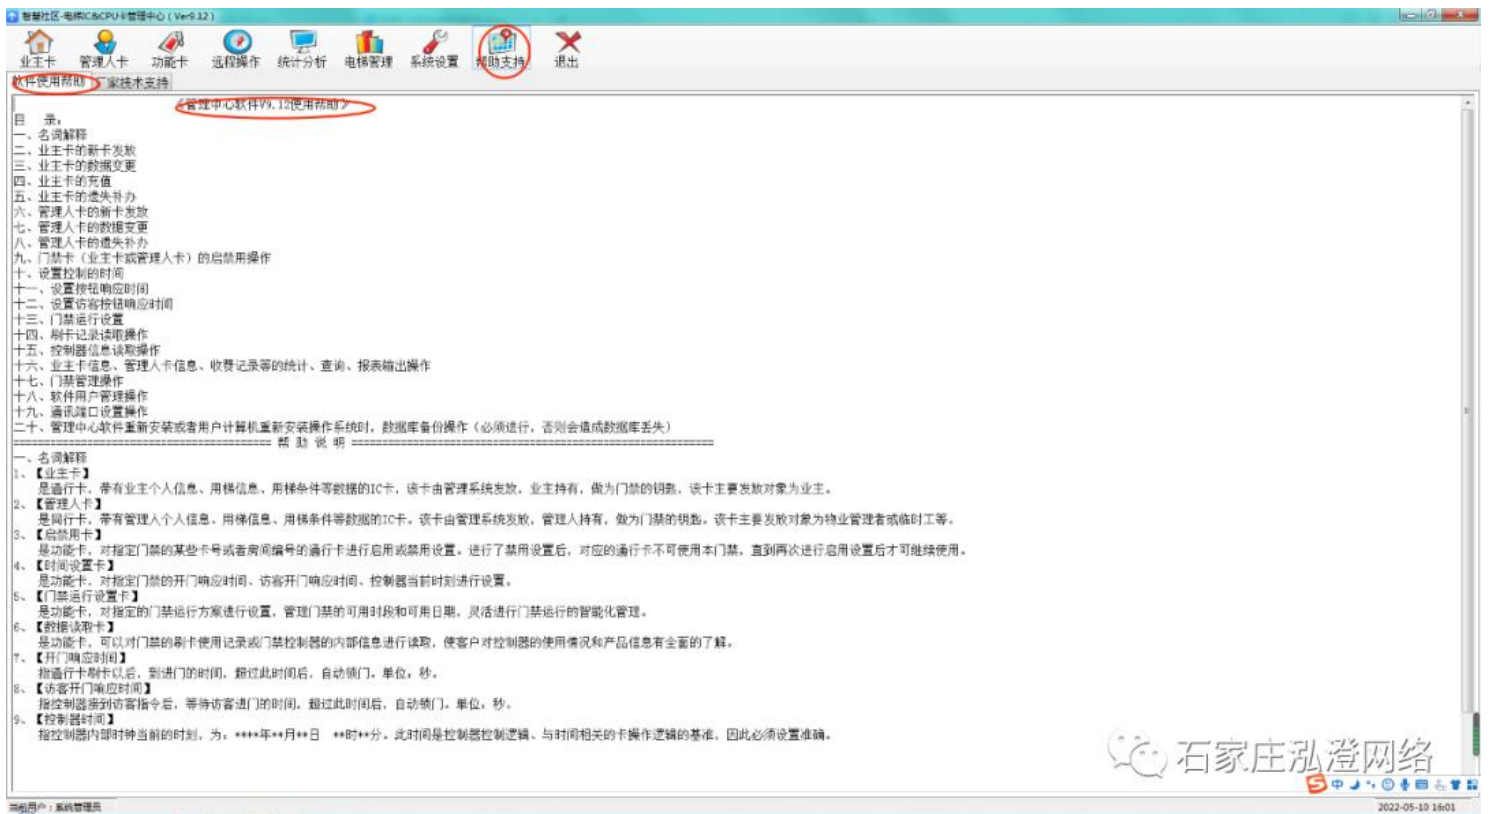 智慧社区-电梯IC&CPU卡管理中心（Ver9.12）
业主卡 管理人卡 功能卡 远程操作 统计分析 电梯管理 系统设置 帮助支持 退出
软件使用帮助 厂家技术支持
《管理中心软件V9.12使用帮助》
目 录：
一、名词解释
二、业主卡的新卡发放
三、业主卡的数据变更
四、业主卡的充值
五、业主卡的遗失补办
六、管理人卡的新卡发放
七、管理人卡的数据变更
八、管理人卡的遗失补办
九、门禁卡（业主卡或管理人卡）的启禁用操作
十、设置控制的时间
十一、设置按钮响应时间
十二、设置访客按钮响应时间
十三、门禁运行设置
十四、刷卡记录读取操作
十五、控制器信息读取操作
十六、业主卡信息、管理人卡信息、收费记录等的统计、查询、报表输出操作
十七、门禁管理操作
十八、软件用户管理操作
十九、通讯端口设置操作
二十、管理中心软件重新安装或者用户计算机重新安装操作系统时，数据库备份操作（必须进行，否则会造成数据库丢失）
========================================== 帮 助 说 明 ===========================================================
一、名词解释
1、【业主卡】
是通行卡，带有业主个人信息、用梯信息、用梯条件等数据的IC卡，该卡由管理系统发放，业主持有，做为门禁的钥匙，该卡主要发放对象为业主。
2、【管理人卡】
是同行卡，带有管理人个人信息、用梯信息、用梯条件等数据的IC卡。该卡由管理系统发放，管理人持有，做为门禁的钥匙。该卡主要发放对象为物业管理者或临时工等。
3、【启禁用卡】
是功能卡，对指定门禁的某些卡号或者房间编号的通行卡进行启用或禁用设置。进行了禁用设置后，对应的通行卡不可使用本门禁，直到再次进行启用设置后才可继续使用。
4、【时间设置卡】
是功能卡，对指定门禁的开门响应时间、访客开门响应时间、控制器当前时刻进行设置。
5、【门禁运行设置卡】
是功能卡，对指定的门禁运行方案进行设置，管理门禁的可用时段和可用日期，灵活进行门禁运行的智能化管理。
6、【数据读取卡】
是功能卡，可以对门禁的刷卡使用记录或门禁控制器的内部信息进行读取，使客户对控制器的使用情况和产品信息有全面的了解。
7、【开门响应时间】
指通行卡刷卡以后，到进门的时间，超过此时间后，自动锁门。单位，秒。
8、【访客开门响应时间】
指控制器接到访客指令后，等待访客进门的时间，超过此时间后，自动锁门。单位，秒。
9、【控制器时间】
指控制器内部时钟当前的时刻，为：****年**月**日 **时**分。此时间是控制器控制逻辑、与时间相关的卡操作逻辑的基准，因此必须设置准确。
石家庄泓澄网络
中
当前用户：系统管理员
2022-05-10 16:01